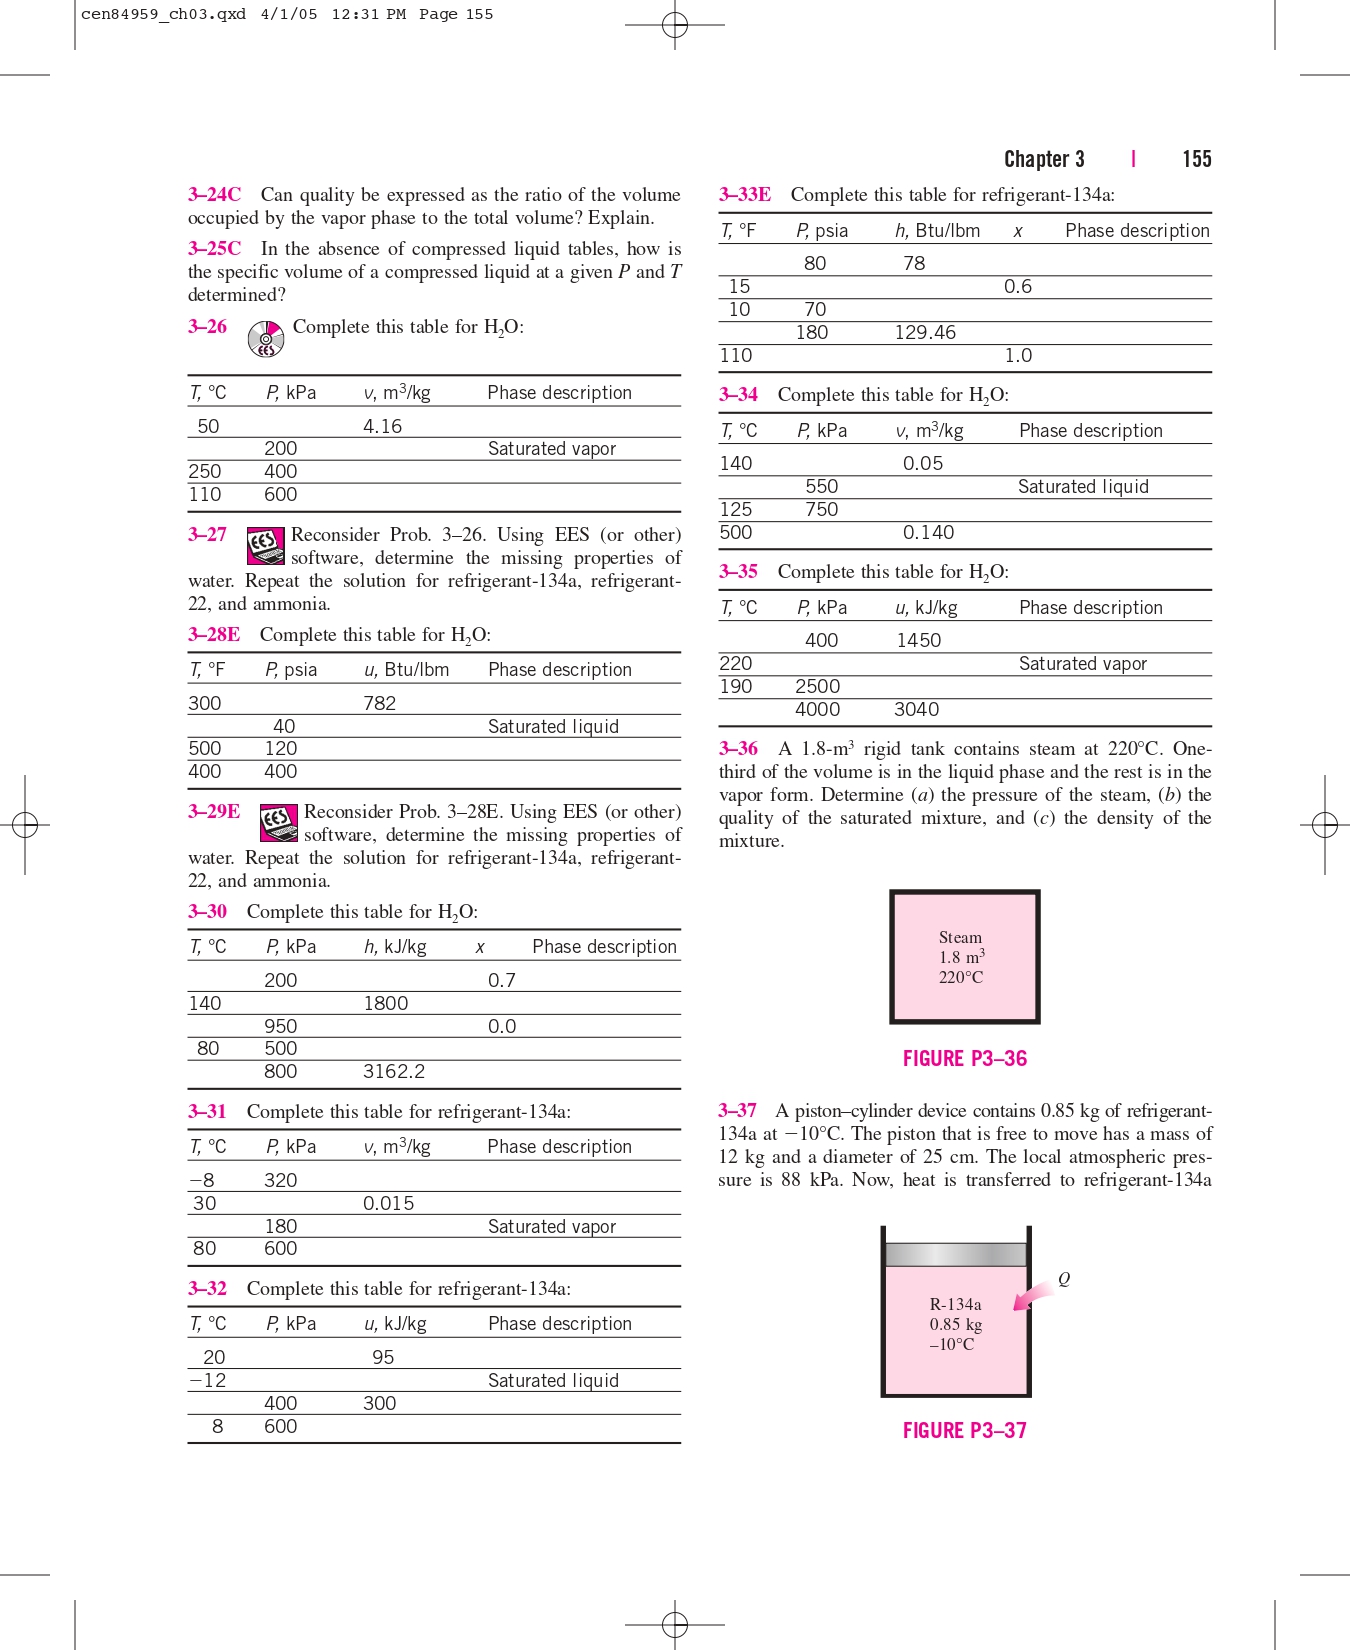 cen84959_ch03.qxd 4/1/05 12:31 PM Page 155
Chapter 3 | 155
3–24C Can quality be expressed as the ratio of the volume
occupied by the vapor phase to the total volume? Explain.
3–25C In the absence of compressed liquid tables, how is
the specific volume of a compressed liquid at a given P and T
determined?
3–26 EES Complete this table for H₂O:
T, °C P, kPa v, m³/kg Phase description
50 4.16
200 Saturated vapor
250 400
110 600
3–27 EES Reconsider Prob. 3–26. Using EES (or other)
software, determine the missing properties of
water. Repeat the solution for refrigerant-134a, refrigerant-
22, and ammonia.
3–28E Complete this table for H₂O:
T, °F P, psia u, Btu/lbm Phase description
300 782
40 Saturated liquid
500 120
400 400
3–29E EES Reconsider Prob. 3–28E. Using EES (or other)
software, determine the missing properties of
water. Repeat the solution for refrigerant-134a, refrigerant-
22, and ammonia.
3–30 Complete this table for H₂O:
T, °C P, kPa h, kJ/kg x Phase description
200 0.7
140 1800
950 0.0
80 500
800 3162.2
3–31 Complete this table for refrigerant-134a:
T, °C P, kPa v, m³/kg Phase description
−8 320
30 0.015
180 Saturated vapor
80 600
3–32 Complete this table for refrigerant-134a:
T, °C P, kPa u, kJ/kg Phase description
20 95
−12 Saturated liquid
400 300
8 600
3–33E Complete this table for refrigerant-134a:
T, °F P, psia h, Btu/lbm x Phase description
80 78
15 0.6
10 70
180 129.46
110 1.0
3–34 Complete this table for H₂O:
T, °C P, kPa v, m³/kg Phase description
140 0.05
550 Saturated liquid
125 750
500 0.140
3–35 Complete this table for H₂O:
T, °C P, kPa u, kJ/kg Phase description
400 1450
220 Saturated vapor
190 2500
4000 3040
3–36 A 1.8-m³ rigid tank contains steam at 220°C. One-
third of the volume is in the liquid phase and the rest is in the
vapor form. Determine (a) the pressure of the steam, (b) the
quality of the saturated mixture, and (c) the density of the
mixture.
Steam
1.8 m³
220°C
FIGURE P3–36
3–37 A piston–cylinder device contains 0.85 kg of refrigerant-
134a at −10°C. The piston that is free to move has a mass of
12 kg and a diameter of 25 cm. The local atmospheric pres-
sure is 88 kPa. Now, heat is transferred to refrigerant-134a
Q
R-134a
0.85 kg
–10°C
FIGURE P3–37